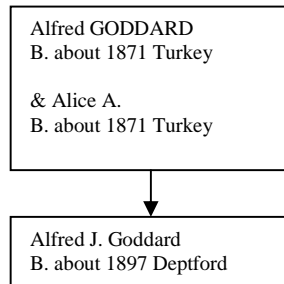 Alfred GODDARD
B. about 1871 Turkey
& Alice A.
B. about 1871 Turkey
Alfred J. Goddard
B. about 1897 Deptford